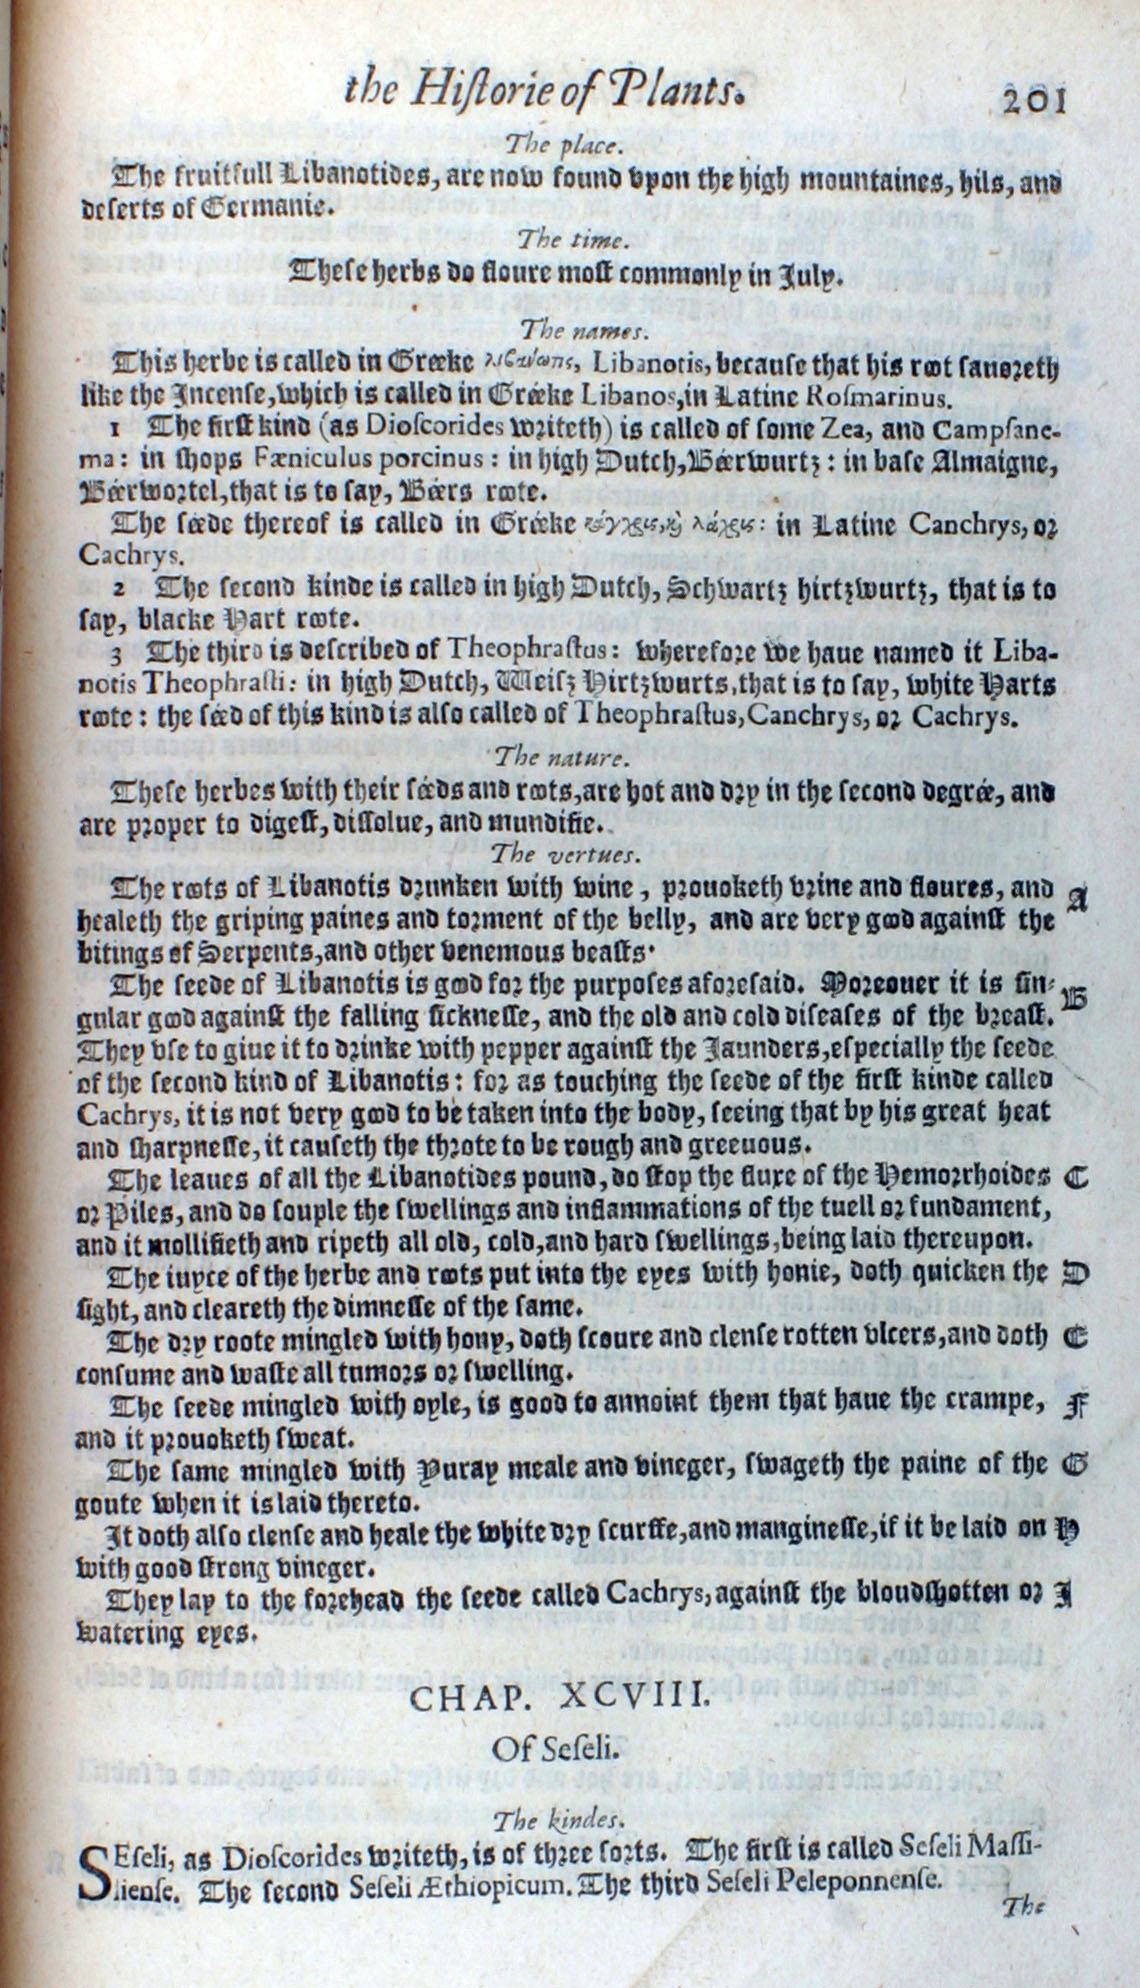 the Hiſtorie of Plants. 201
The place.
The fruitfull Libanotides, are now found vpon the high mountaines, hils, and
deſerts of Germanie.
The time.
Theſe herbs do floure moſt commonly in July.
The names.
This herbe is called in Greeke λιβανωτὶς, Libanotis, becauſe that his root ſauoreth
like the Incenſe, which is called in Greeke Libanos, in Latine Roſmarinus.
1 The firſt kind (as Dioſcorides writeth) is called of ſome Zea, and Campſane-
ma: in ſhops Fæniculus porcinus: in high Dutch, Beerwurtz: in baſe Almaigne,
Beerwortel, that is to ſay, Beers roote.
The ſeede thereof is called in Greeke κάγχρις, ὴ κάχρις: in Latine Canchrys, or
Cachrys.
2 The ſecond kinde is called in high Dutch, Schwartz hirtzwurtz, that is to
ſay, blacke Hart roote.
3 The third is deſcribed of Theophraſtus: wherefore we haue named it Liba-
notis Theophraſti: in high Dutch, Weiſz Hirtzwurts, that is to ſay, white Harts
roote: the ſeed of this kind is alſo called of Theophraſtus, Canchrys, or Cachrys.
The nature.
Theſe herbes with their ſeeds and roots, are hot and dry in the ſecond degree, and
are proper to digeſt, diſſolue, and mundifie.
The vertues.
The roots of Libanotis drunken with wine, prouoketh vrine and floures, and A
healeth the griping paines and torment of the belly, and are very good againſt the
bitings of Serpents, and other venemous beaſts.
The ſeede of Libanotis is good for the purpoſes aforeſaid. Moreouer it is ſin- B
gular good againſt the falling ſickneſſe, and the old and cold diſeaſes of the breaſt.
They vſe to giue it to drinke with pepper againſt the Jaunders, eſpecially the ſeede
of the ſecond kind of Libanotis: for as touching the ſeede of the firſt kinde called
Cachrys, it is not very good to be taken into the body, ſeeing that by his great heat
and ſharpneſſe, it cauſeth the throte to be rough and greeuous.
The leaues of all the Libanotides pound, do ſtop the fluxe of the Hemorrhoides C
or Piles, and do ſouple the ſwellings and inflammations of the tuell or fundament,
and it mollifieth and ripeth all old, cold, and hard ſwellings, being laid thereupon.
The iuyce of the herbe and roots put into the eyes with honie, doth quicken the D
ſight, and cleareth the dimneſſe of the ſame.
The dry roote mingled with hony, doth ſcoure and clenſe rotten vlcers, and doth E
conſume and waſte all tumors or ſwelling.
The ſeede mingled with oyle, is good to annoint them that haue the crampe, F
and it prouoketh ſweat.
The ſame mingled with Yuray meale and vineger, ſwageth the paine of the G
goute when it is laid thereto.
It doth alſo clenſe and heale the white dry ſcurffe, and manginеſſe, if it be laid on H
with good ſtrong vineger.
They lay to the forehead the ſeede called Cachrys, againſt the bloudſhotten or I
watering eyes.
CHAP. XCVIII.
Of Seſeli.
The kindes.
SEſeli, as Dioſcorides writeth, is of three ſorts. The firſt is called Seſeli Maſſi-
lienſe. The ſecond Seſeli Æthiopicum. The third Seſeli Peleponnenſe.
The